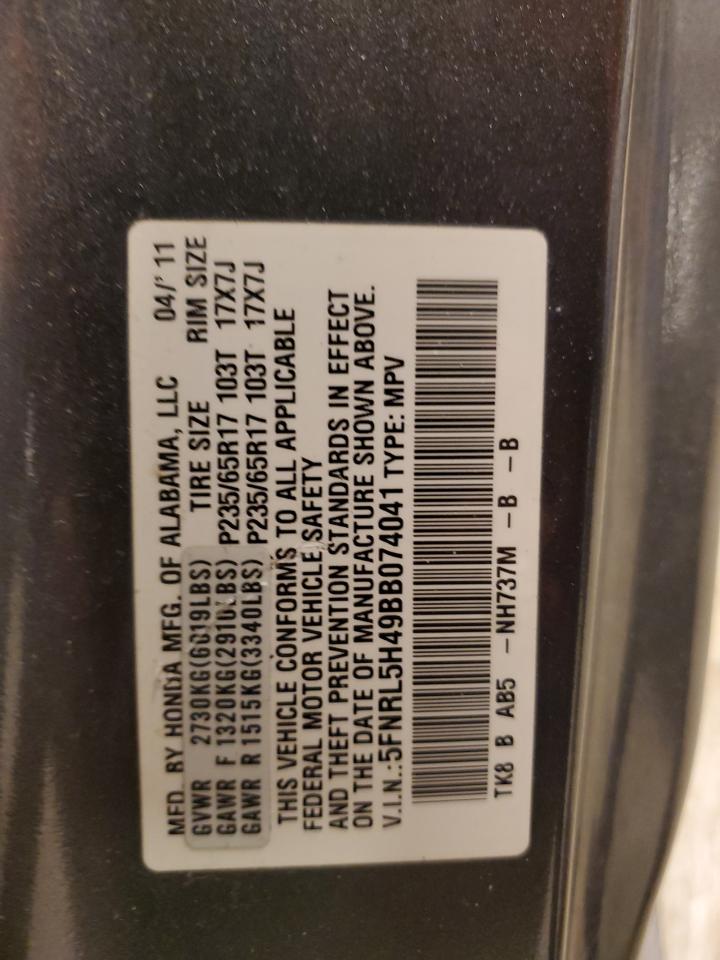 MFD. BY HONDA MFG. OF ALABAMA, LLC 04/'11
GVWR 2730KG(6019LBS) TIRE SIZE RIM SIZE
GAWR F 1320KG(2910LBS) P235/65R17 103T 17X7J
GAWR R 1515KG(3340LBS) P235/65R17 103T 17X7J
THIS VEHICLE CONFORMS TO ALL APPLICABLE
FEDERAL MOTOR VEHICLE SAFETY
AND THEFT PREVENTION STANDARDS IN EFFECT
ON THE DATE OF MANUFACTURE SHOWN ABOVE.
V.I.N.:5FNRL5H49BB074041 TYPE: MPV
TK8 B AB5 -NH737M -B -B